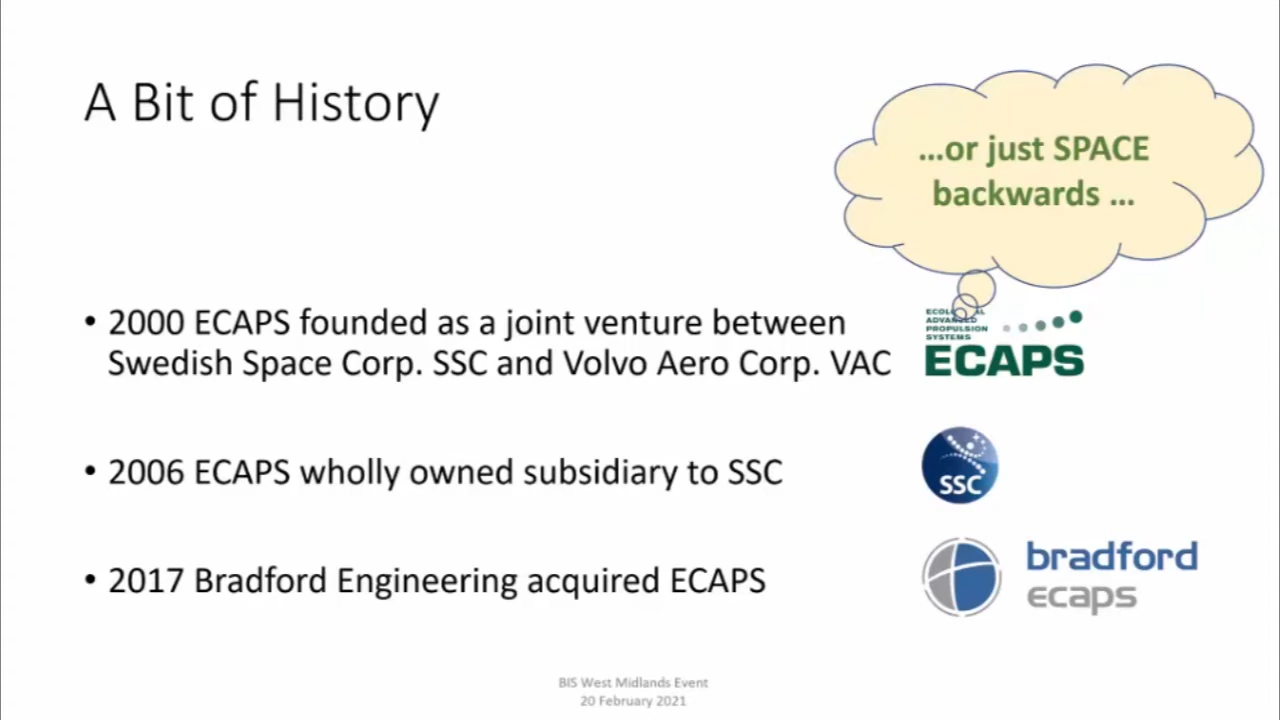 A Bit of History
...or just SPACE
backwards ...
• 2000 ECAPS founded as a joint venture between
Swedish Space Corp. SSC and Volvo Aero Corp. VAC
ADVANCED
PROPULSION
SYSTEMS
ECAPS
• 2006 ECAPS wholly owned subsidiary to SSC
SSC
• 2017 Bradford Engineering acquired ECAPS
bradford
ecaps
BIS West Midlands Event
20 February 2021